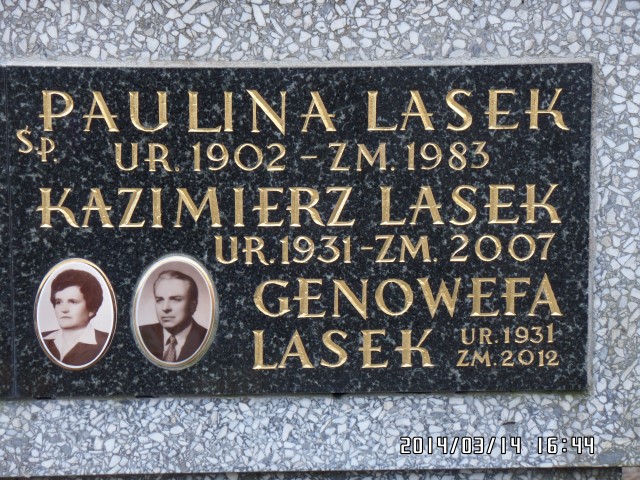 PAULINA LASEK
Ś.P.
UR. 1902 - ZM. 1983
KAZIMIERZ LASEK
UR. 1931 - ZM. 2007
GENOWEFA
LASEK
UR. 1931
ZM. 2012
2014/03/14 16:44